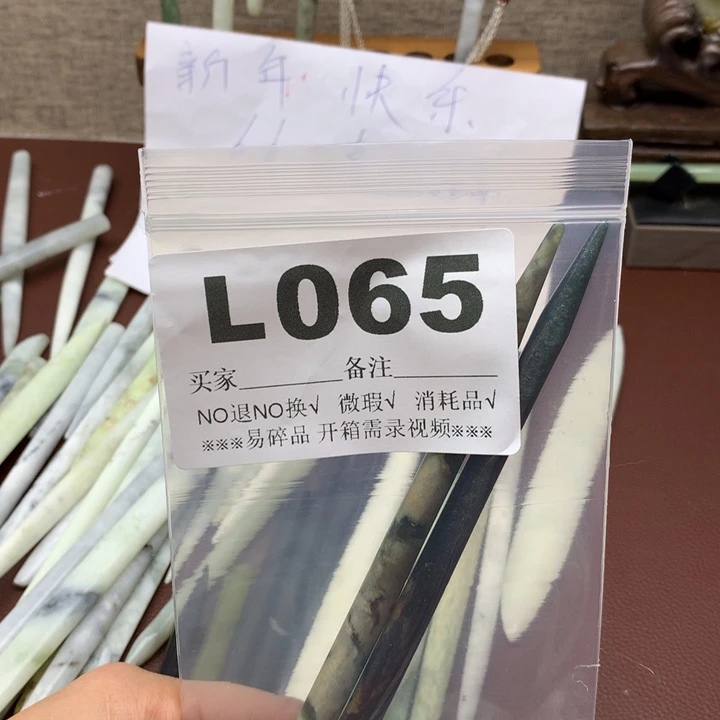 新年快乐
L065
买家________备注________
NO退NO换√ 微瑕√ 消耗品√
※※※易碎品 开箱需录视频※※※